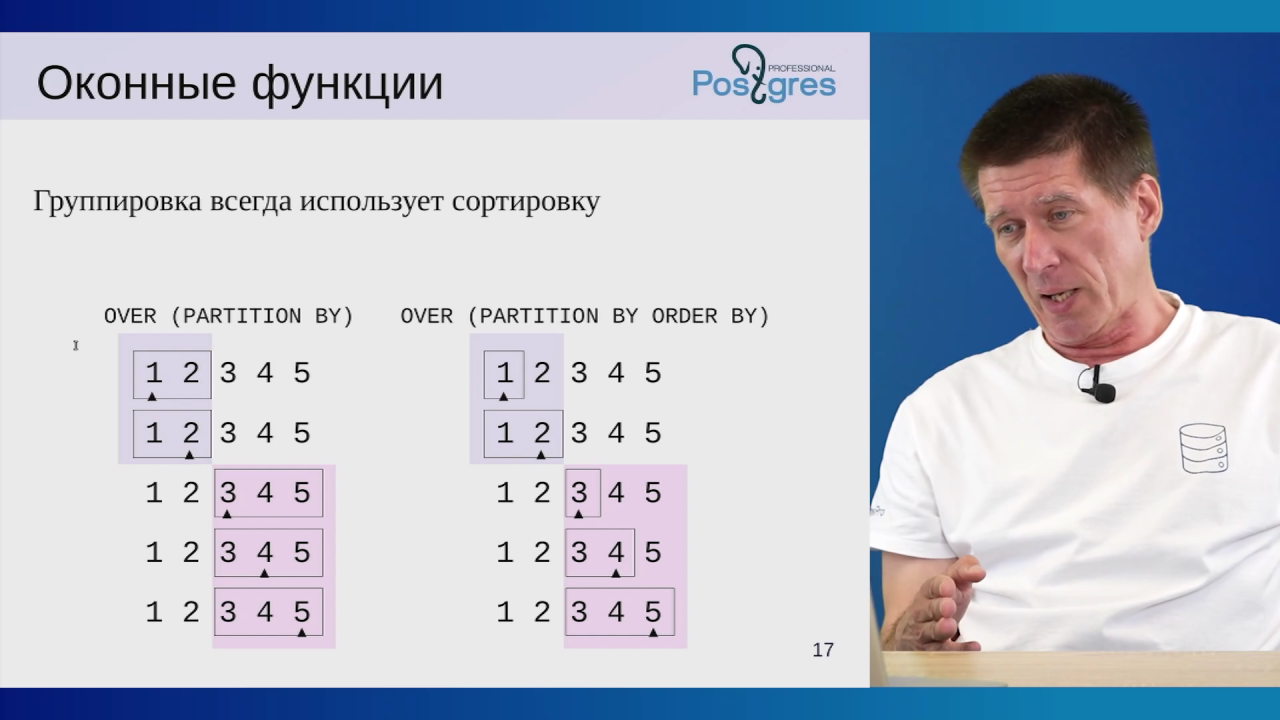 Оконные функции
PROFESSIONAL
Postgres
Группировка всегда использует сортировку
OVER (PARTITION BY)
1 2 3 4 5
1 2 3 4 5
1 2 3 4 5
1 2 3 4 5
1 2 3 4 5
OVER (PARTITION BY ORDER BY)
1 2 3 4 5
1 2 3 4 5
1 2 3 4 5
1 2 3 4 5
1 2 3 4 5
17